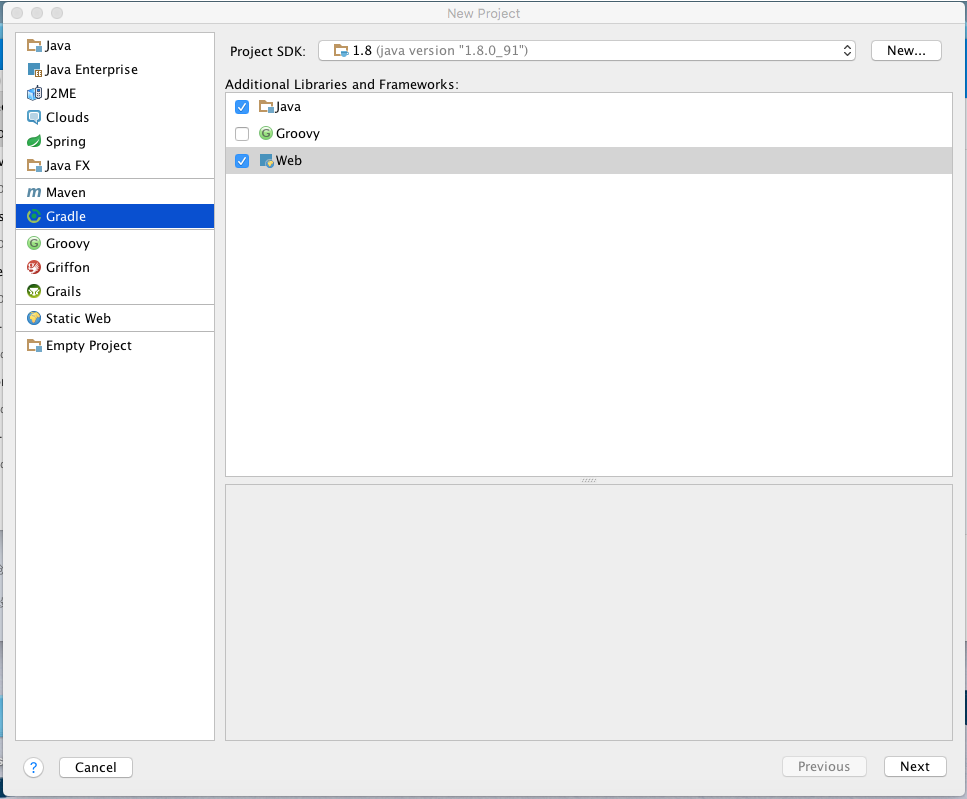 New Project
Java
Java Enterprise
J2ME
Clouds
Spring
Java FX
Maven
Gradle
Groovy
Griffon
Grails
Static Web
Empty Project
Project SDK: 1.8 (java version "1.8.0_91") New...
Additional Libraries and Frameworks:
Java
Groovy
Web
? Cancel Previous Next